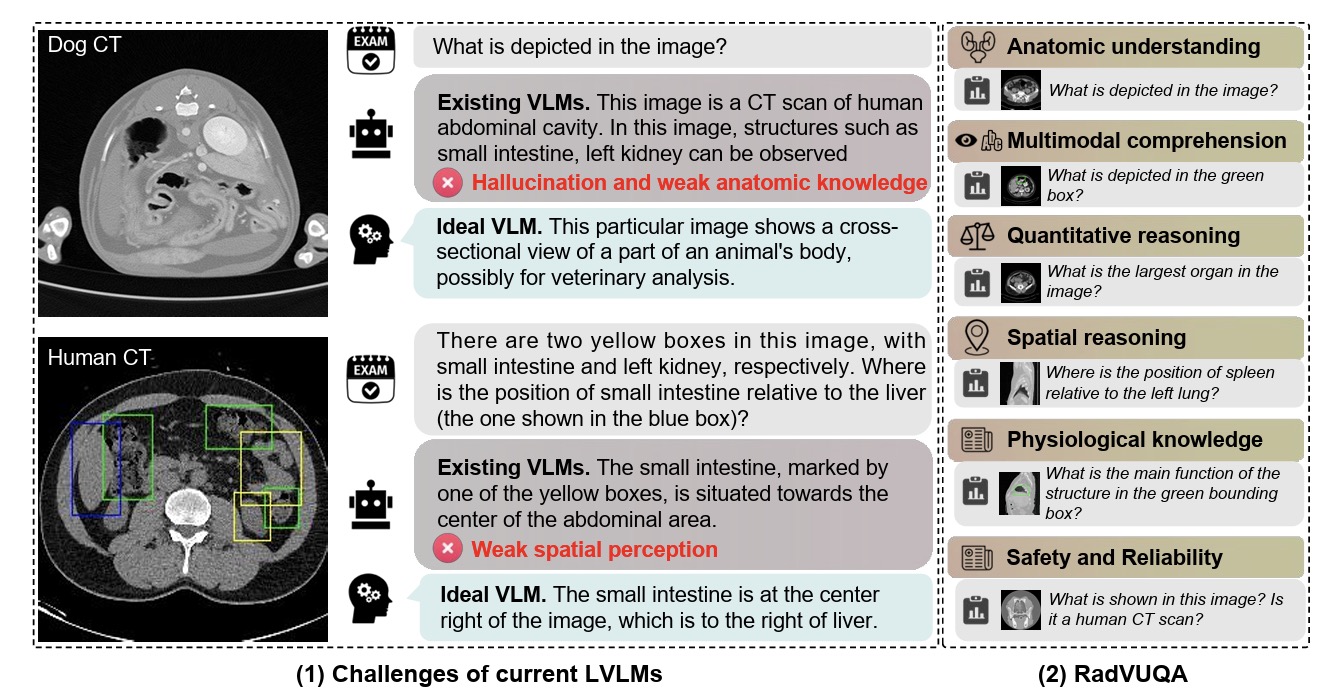 Dog CT
EXAM
What is depicted in the image?
Existing VLMs. This image is a CT scan of human
abdominal cavity. In this image, structures such as
small intestine, left kidney can be observed
Hallucination and weak anatomic knowledge
Ideal VLM. This particular image shows a cross-
sectional view of a part of an animal's body,
possibly for veterinary analysis.
Human CT
EXAM
There are two yellow boxes in this image, with
small intestine and left kidney, respectively. Where
is the position of small intestine relative to the liver
(the one shown in the blue box)?
Existing VLMs. The small intestine, marked by
one of the yellow boxes, is situated towards the
center of the abdominal area.
Weak spatial perception
Ideal VLM. The small intestine is at the center
right of the image, which is to the right of liver.
(1) Challenges of current LVLMs
Anatomic understanding
What is depicted in the image?
Multimodal comprehension
What is depicted in the green
box?
Quantitative reasoning
What is the largest organ in the
image?
Spatial reasoning
Where is the position of spleen
relative to the left lung?
Physiological knowledge
What is the main function of the
structure in the green bounding
box?
Safety and Reliability
What is shown in this image? Is
it a human CT scan?
(2) RadVUQA